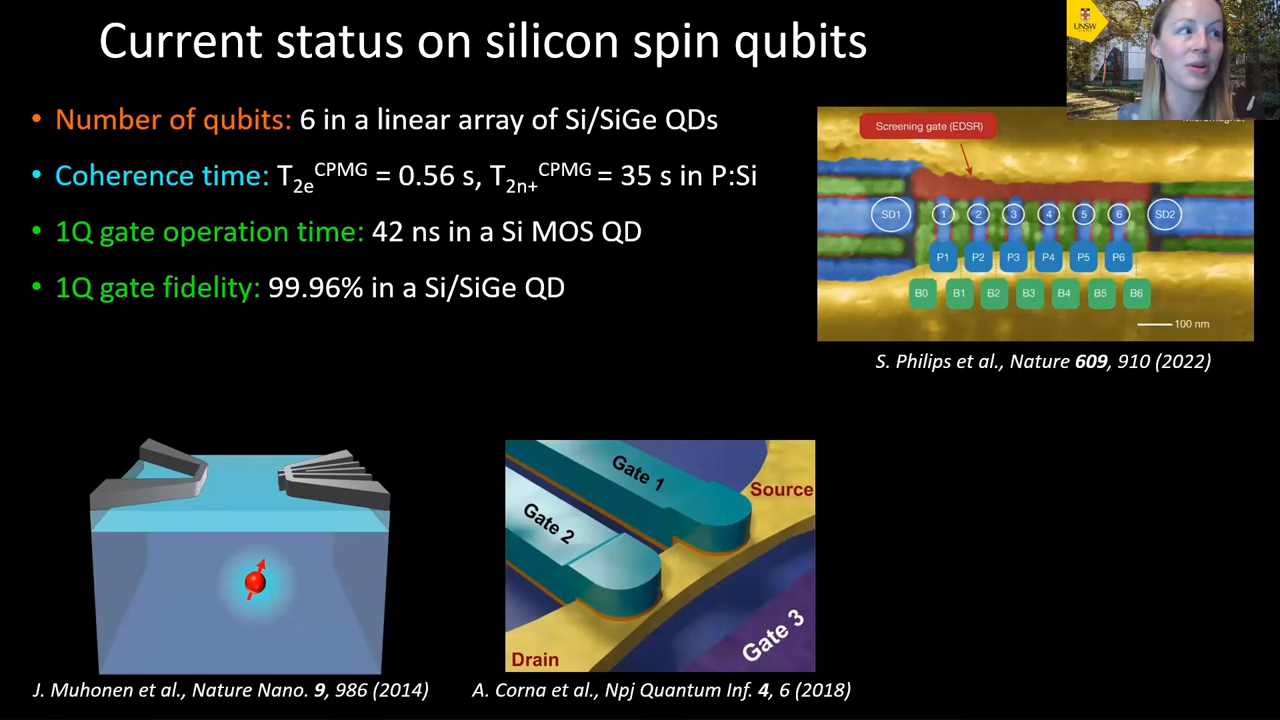 Current status on silicon spin qubits
UNSW
• Number of qubits: 6 in a linear array of Si/SiGe QDs
• Coherence time: T2e^CPMG = 0.56 s, T2n+^CPMG = 35 s in P:Si
• 1Q gate operation time: 42 ns in a Si MOS QD
• 1Q gate fidelity: 99.96% in a Si/SiGe QD
Screening gate (EDSR)
SD1 1 2 3 4 5 6 SD2
P1 P2 P3 P4 P5 P6
B0 B1 B2 B3 B4 B5 B6
100 nm
S. Philips et al., Nature 609, 910 (2022)
Gate 1
Source
Gate 2
Gate 3
Drain
J. Muhonen et al., Nature Nano. 9, 986 (2014)
A. Corna et al., Npj Quantum Inf. 4, 6 (2018)